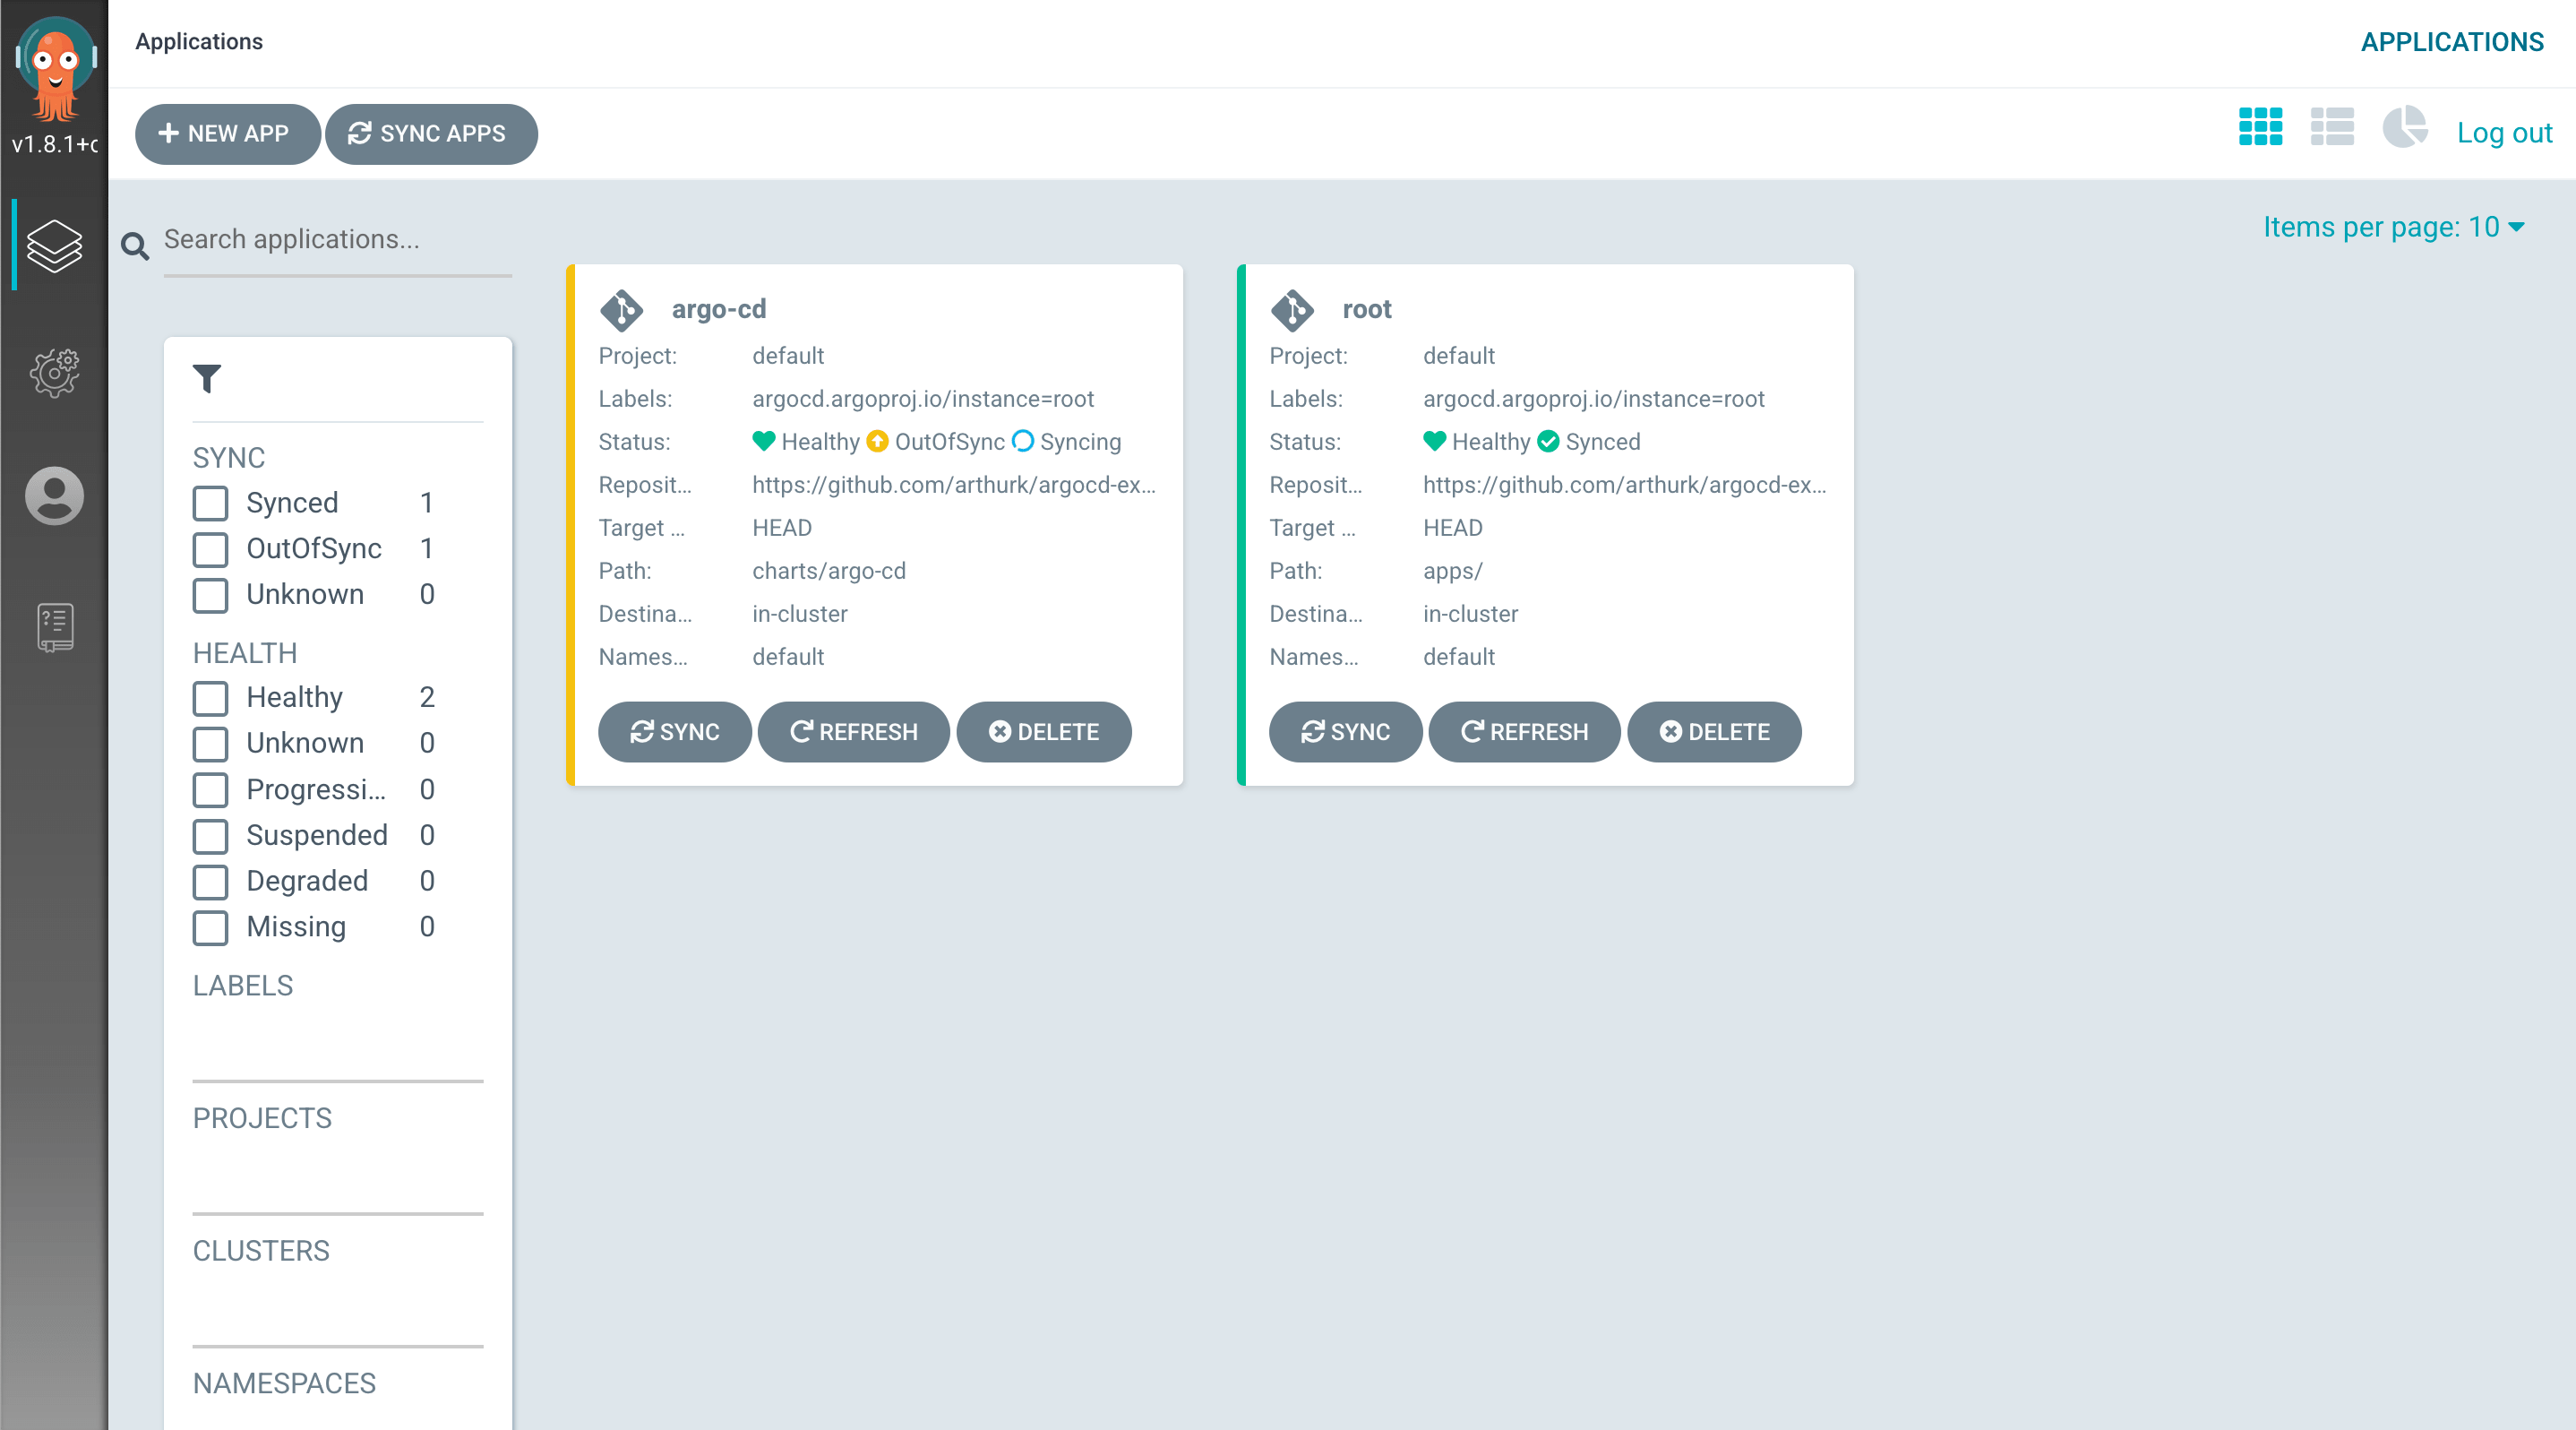 Applications
APPLICATIONS
v1.8.1+
NEW APP
SYNC APPS
Log out
Search applications...
Items per page: 10
SYNC
Synced 1
OutOfSync 1
Unknown 0
HEALTH
Healthy 2
Unknown 0
Progressi... 0
Suspended 0
Degraded 0
Missing 0
LABELS
PROJECTS
CLUSTERS
NAMESPACES
argo-cd
Project: default
Labels: argocd.argoproj.io/instance=root
Status: Healthy OutOfSync Syncing
Reposit... https://github.com/arthurk/argocd-ex...
Target ... HEAD
Path: charts/argo-cd
Destina... in-cluster
Names... default
SYNC REFRESH DELETE
root
Project: default
Labels: argocd.argoproj.io/instance=root
Status: Healthy Synced
Reposit... https://github.com/arthurk/argocd-ex...
Target ... HEAD
Path: apps/
Destina... in-cluster
Names... default
SYNC REFRESH DELETE